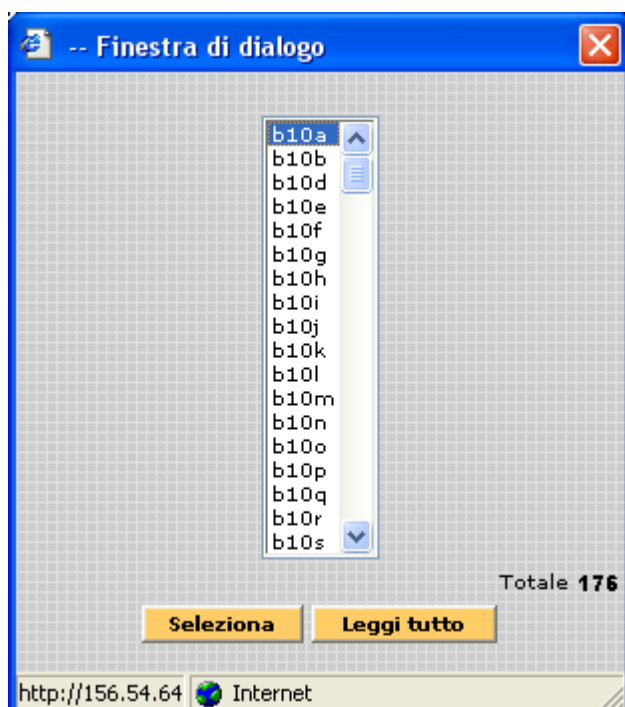 -- Finestra di dialogo
b10a
b10b
b10d
b10e
b10f
b10g
b10h
b10i
b10j
b10k
b10l
b10m
b10n
b10o
b10p
b10q
b10r
b10s
Totale 176
Seleziona Leggi tutto
http://156.54.64 Internet